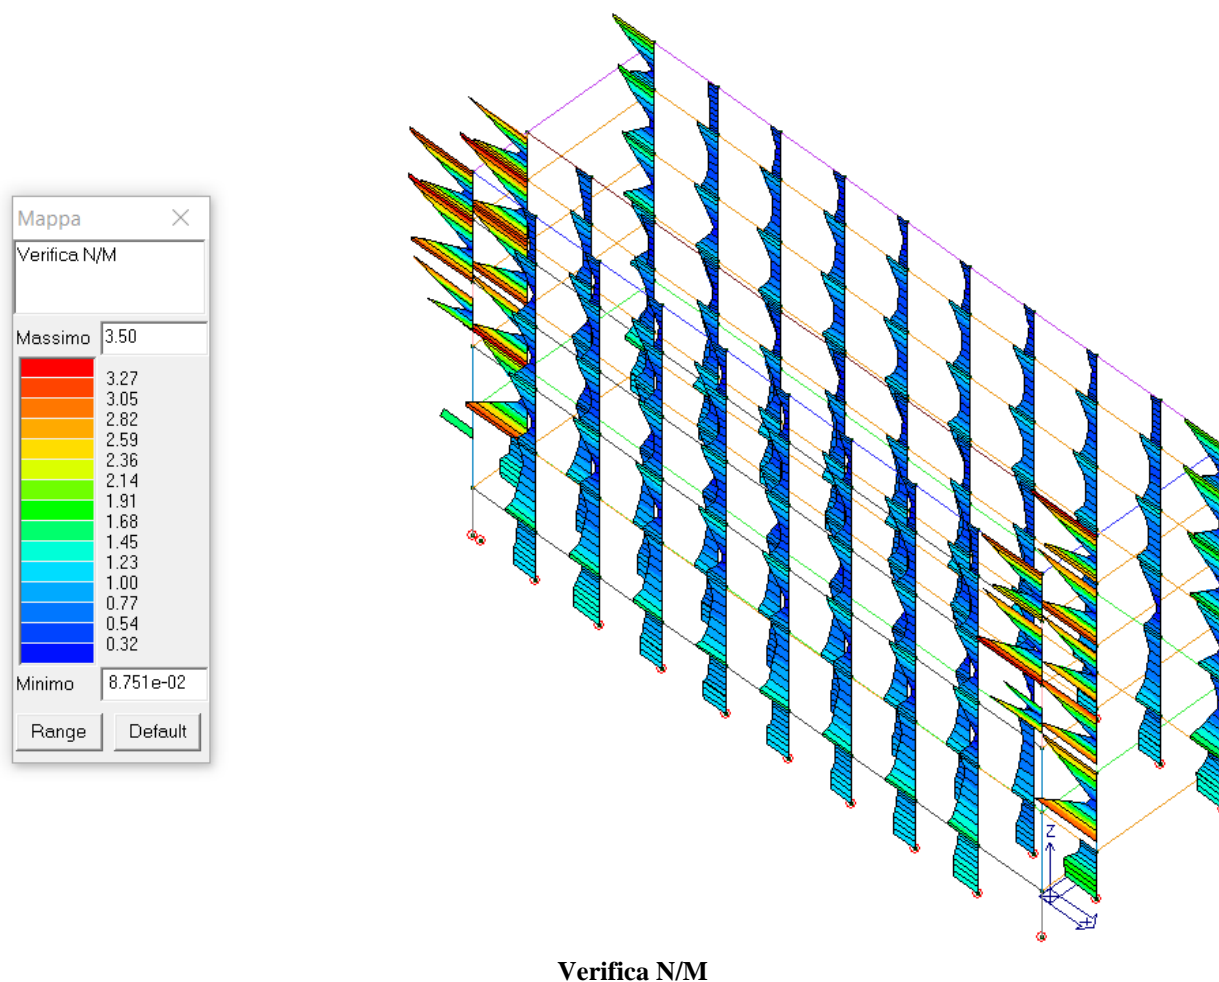 Mappa
Verifica N/M
Massimo 3.50
3.27
3.05
2.82
2.59
2.36
2.14
1.91
1.68
1.45
1.23
1.00
0.77
0.54
0.32
Minimo 8.751e-02
Range Default
Z
Verifica N/M